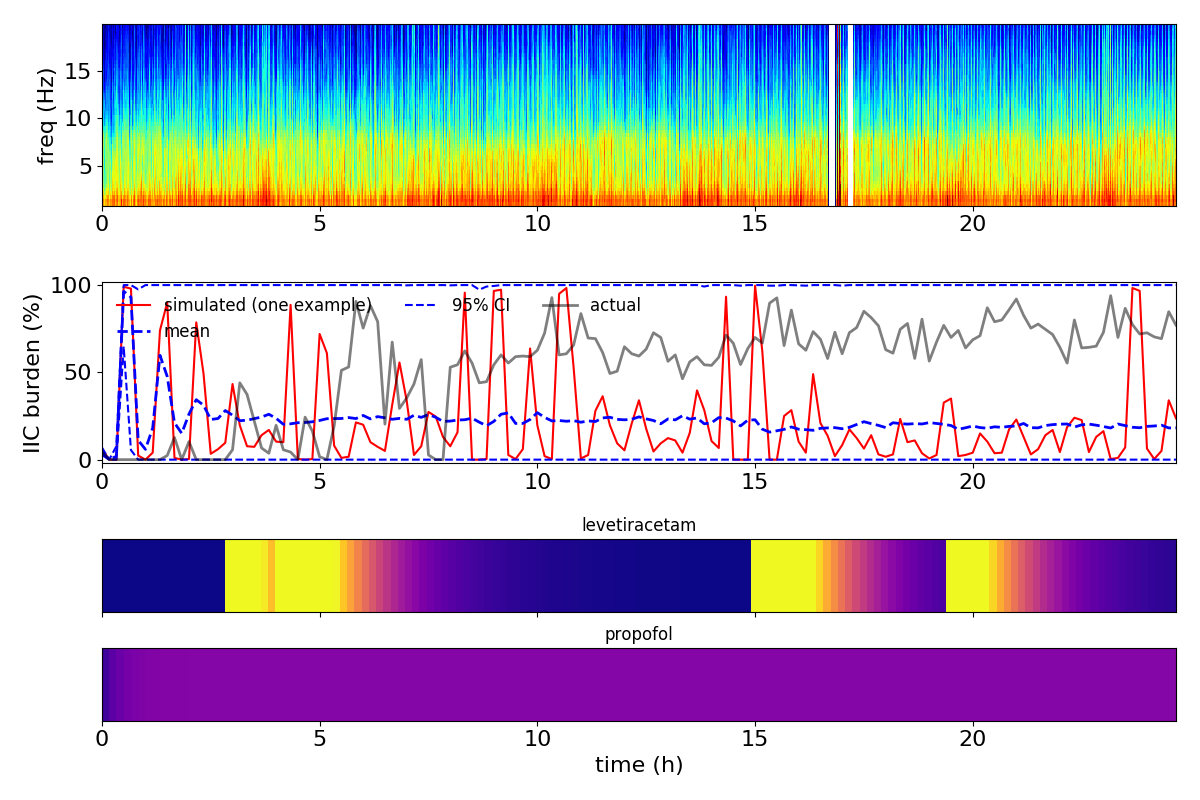 freq (Hz)
15
10
5
0 5 10 15 20
IIC burden (%)
100
50
0
simulated (one example) 95% CI actual
mean
0 5 10 15 20
levetiracetam
propofol
0 5 10 15 20
time (h)